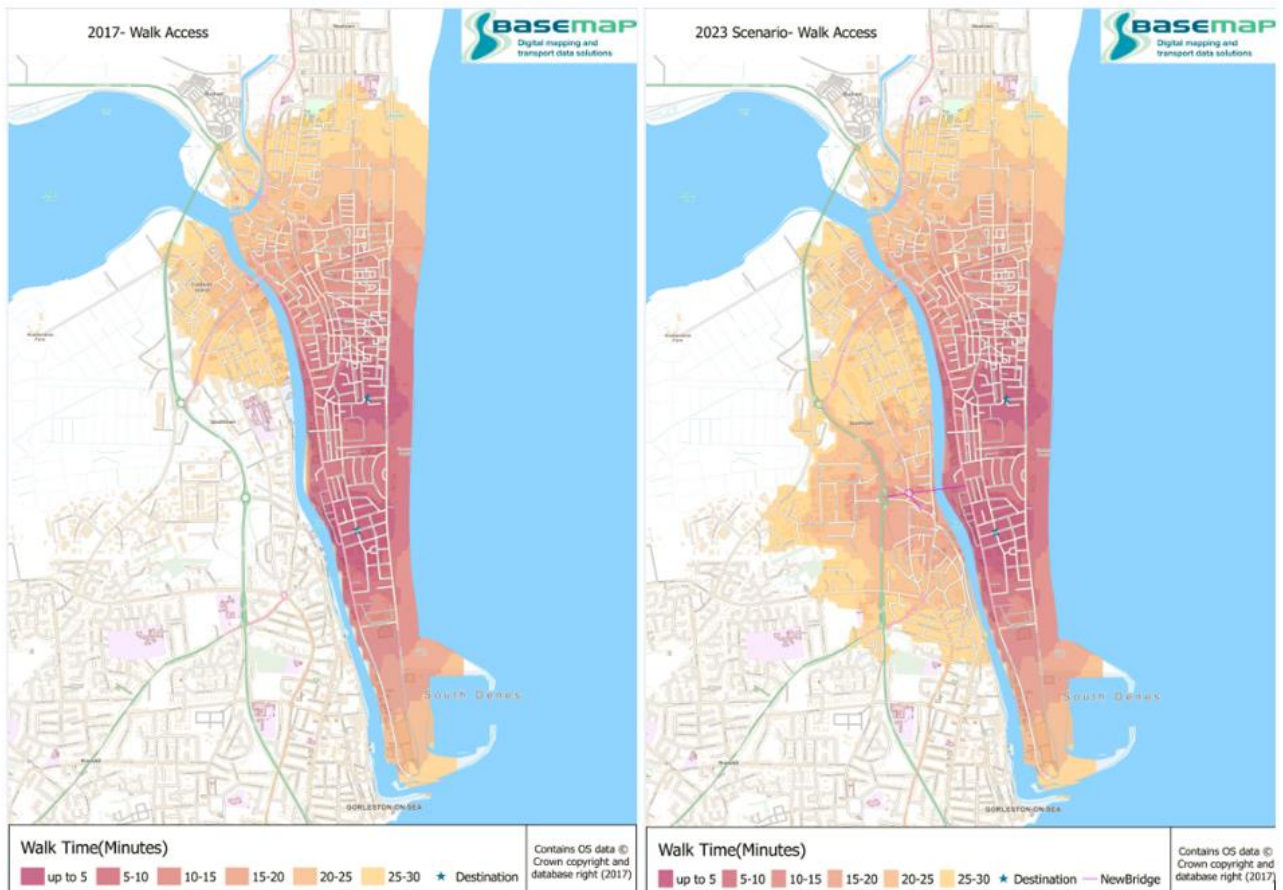 2017- Walk Access
BASEMAP
Digital mapping and
transport data solutions
Southtown
South Denes
GORLESTON-ON-SEA
Walk Time(Minutes)
up to 5 5-10 10-15 15-20 20-25 25-30 ★ Destination
Contains OS data ©
Crown copyright and
database right (2017)
2023 Scenario- Walk Access
BASEMAP
Digital mapping and
transport data solutions
Southtown
South Denes
GORLESTON-ON-SEA
Walk Time(Minutes)
up to 5 5-10 10-15 15-20 20-25 25-30 ★ Destination NewBridge
Contains OS data ©
Crown copyright and
database right (2017)